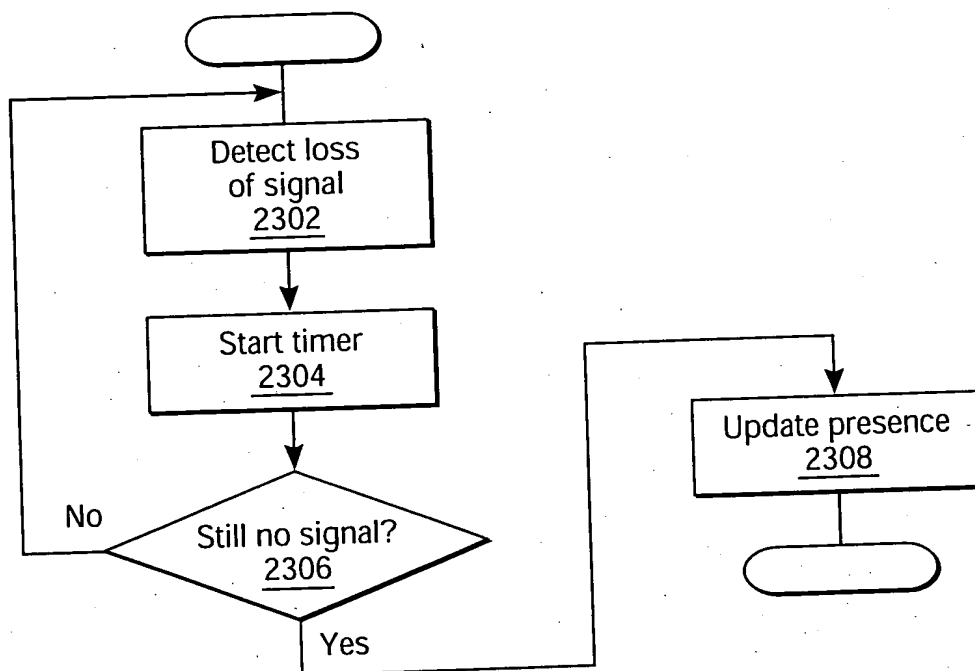 Detect loss
of signal
2302
Start timer
2304
Still no signal?
2306
No
Yes
Update presence
2308